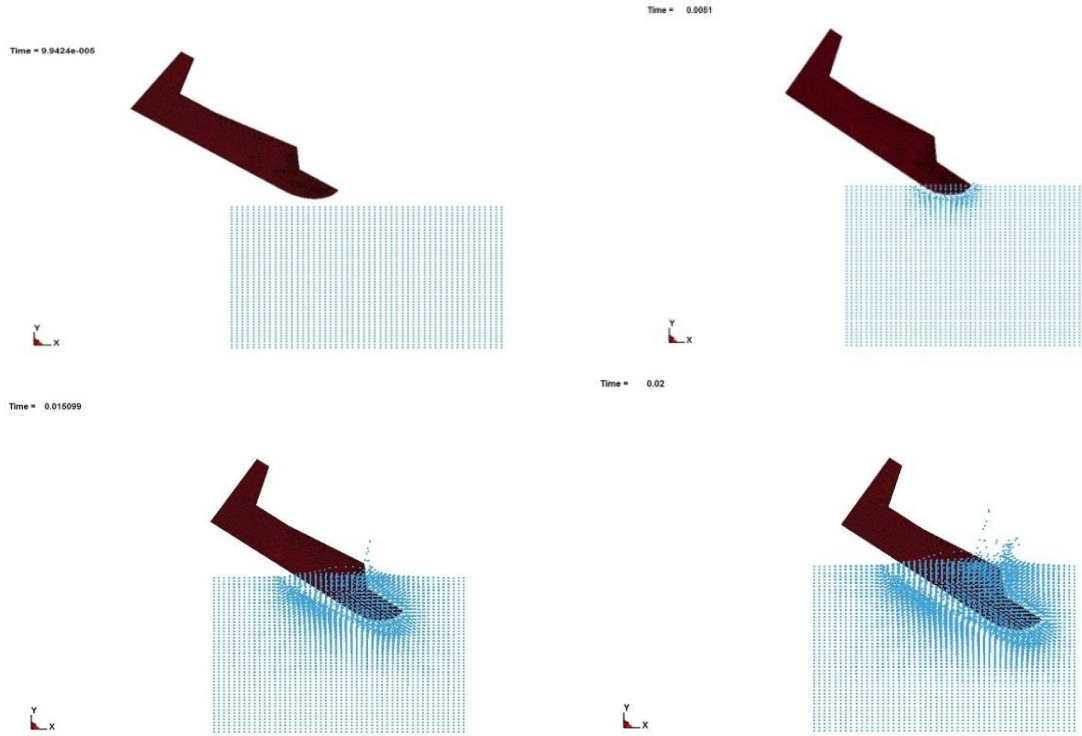 Time = 9.9424e-005
Y
X
Time = 0.0051
Y
X
Time = 0.015099
Y
X
Time = 0.02
Y
X